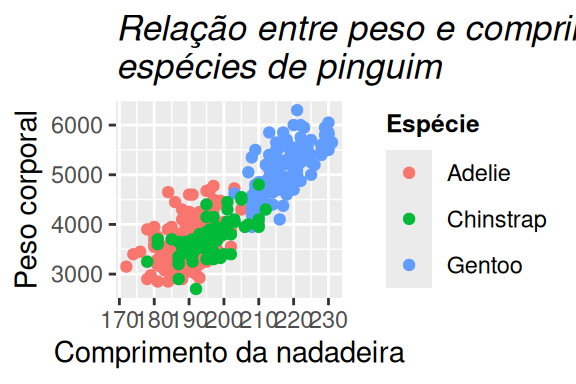 Relação entre peso e
espécies de pinguim
Peso corporal
6000
5000
4000
3000
170 180 190 200 210 220 230
Comprimento da nadadeira
Espécie
Adelie
Chinstrap
Gentoo